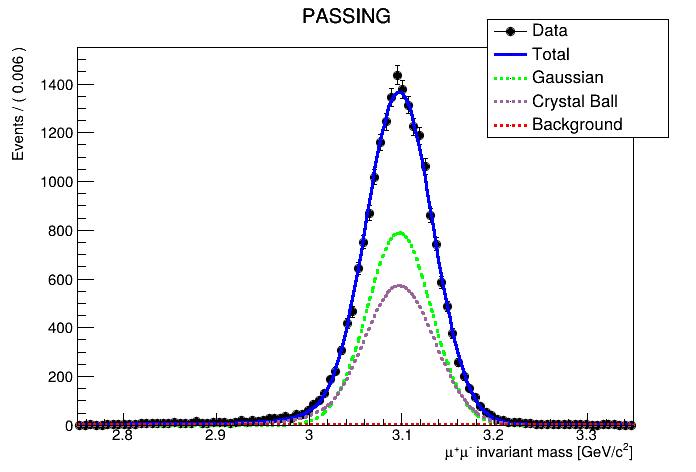 PASSING
Data
Total
Gaussian
Crystal Ball
Background
Events / ( 0.006 )
1400
1200
1000
800
600
400
200
0
2.8 2.9 3 3.1 3.2 3.3
μ⁺μ⁻ invariant mass [GeV/c²]